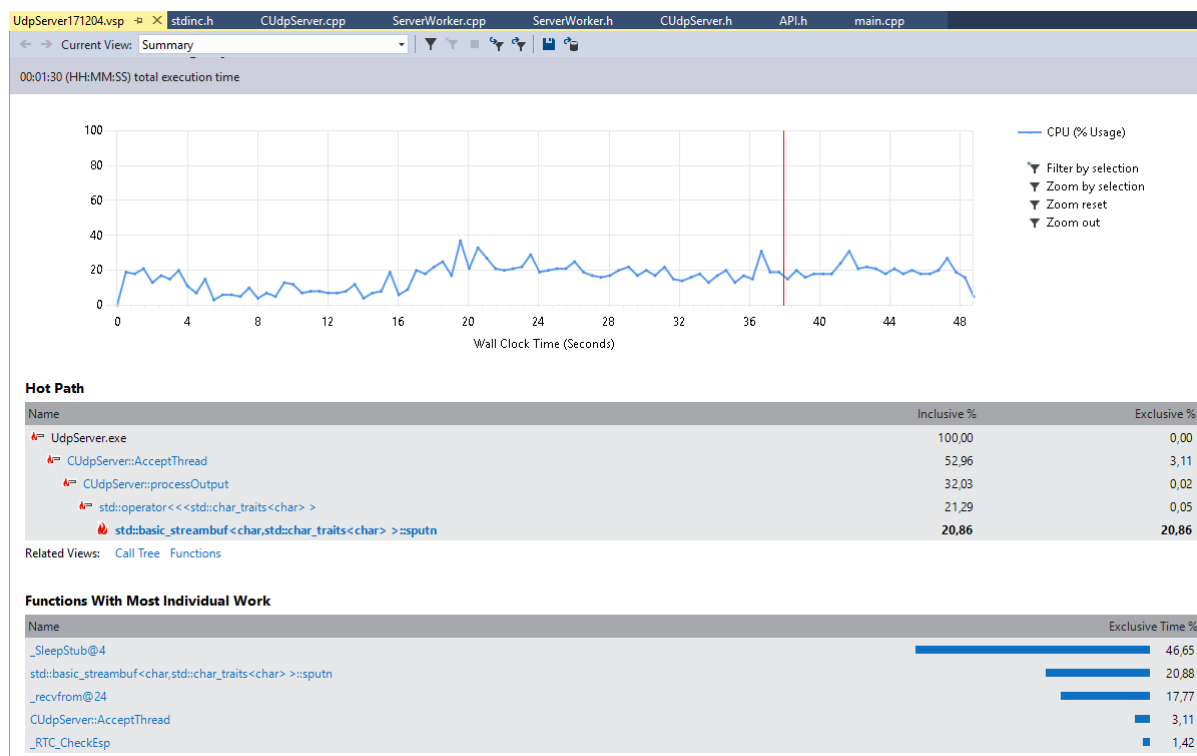 UdpServer171204.vsp stdinc.h CUdpServer.cpp ServerWorker.cpp ServerWorker.h CUdpServer.h API.h main.cpp
Current View: Summary
00:01:30 (HH:MM:SS) total execution time
100
80
60
40
20
0
0 4 8 12 16 20 24 28 32 36 40 44 48
Wall Clock Time (Seconds)
CPU (% Usage)
Filter by selection
Zoom by selection
Zoom reset
Zoom out
Hot Path
Name Inclusive % Exclusive %
UdpServer.exe 100,00 0,00
CUdpServer::AcceptThread 52,96 3,11
CUdpServer::processOutput 32,03 0,02
std::operator<<<std::char_traits<char> > 21,29 0,05
std::basic_streambuf<char,std::char_traits<char> >::sputn 20,86 20,86
Related Views: Call Tree Functions
Functions With Most Individual Work
Name Exclusive Time %
_SleepStub@4 46,65
std::basic_streambuf<char,std::char_traits<char> >::sputn 20,88
_recvfrom@24 17,77
CUdpServer::AcceptThread 3,11
_RTC_CheckEsp 1,42